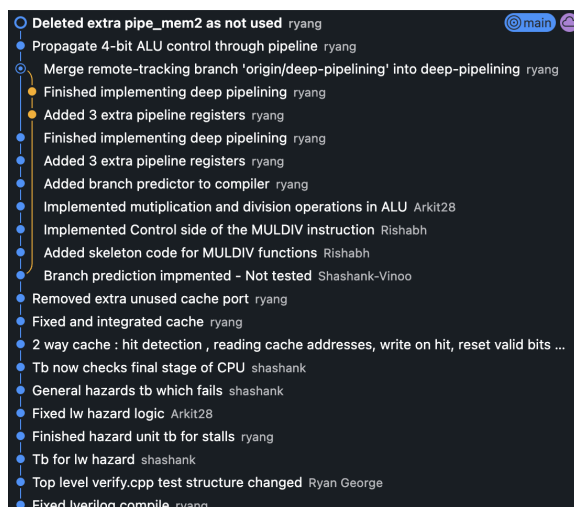 Deleted extra pipe_mem2 as not used ryang main
Propagate 4-bit ALU control through pipeline ryang
Merge remote-tracking branch 'origin/deep-pipelining' into deep-pipelining ryang
Finished implementing deep pipelining ryang
Added 3 extra pipeline registers ryang
Finished implementing deep pipelining ryang
Added 3 extra pipeline registers ryang
Added branch predictor to compiler ryang
Implemented mutiplication and division operations in ALU Arkit28
Implemented Control side of the MULDIV instruction Rishabh
Added skeleton code for MULDIV functions Rishabh
Branch prediction impmented - Not tested Shashank-Vinoo
Removed extra unused cache port ryang
Fixed and integrated cache ryang
2 way cache : hit detection , reading cache addresses, write on hit, reset valid bits ...
Tb now checks final stage of CPU shashank
General hazards tb which fails shashank
Fixed lw hazard logic Arkit28
Finished hazard unit tb for stalls ryang
Tb for lw hazard shashank
Top level verify.cpp test structure changed Ryan George
Fixed Iverilog compile ryang